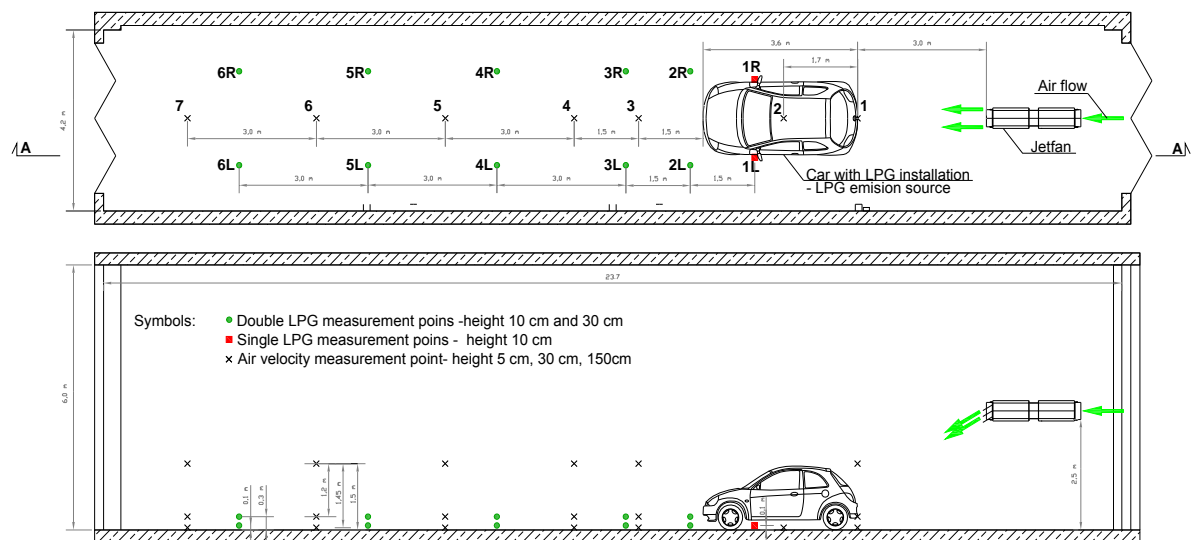 3,6 m
3,0 m
1,7 m
6R
5R
4R
3R
2R
1R
Air flow
7
6
5
4
3
2
1
4,2 m
3,0 m
3,0 m
3,0 m
1,5 m
1,5 m
Jetfan
A
A
6L
5L
4L
3L
2L
1L
Car with LPG installation
- LPG emision source
3,0 m
3,0 m
3,0 m
1,5 m
1,5 m
23.7
Symbols:
Double LPG measurement poins -height 10 cm and 30 cm
Single LPG measurement poins - height 10 cm
Air velocity measurement point- height 5 cm, 30 cm, 150cm
6,0 m
2,5 m
0,1 m
0,3 m
1,2 m
1,45 m
1,5 m
0,1 m